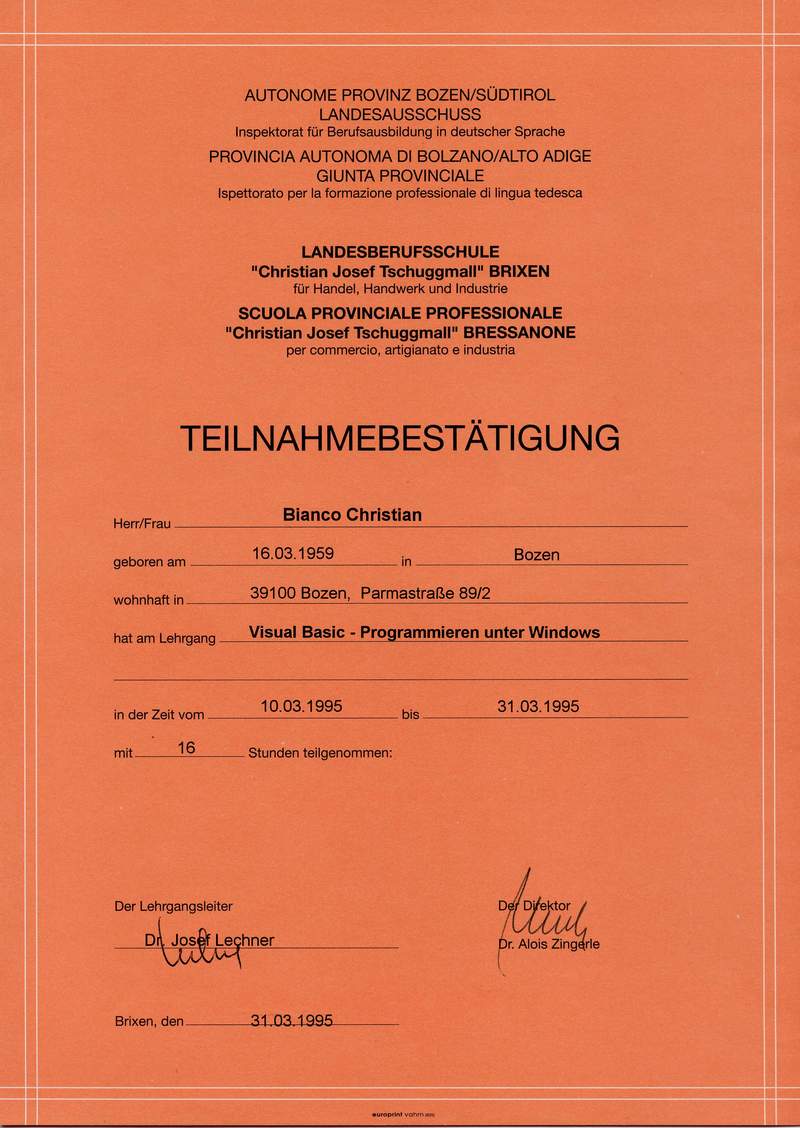 AUTONOME PROVINZ BOZEN/SÜDTIROL
LANDESAUSSCHUSS
Inspektorat für Berufsausbildung in deutscher Sprache
PROVINCIA AUTONOMA DI BOLZANO/ALTO ADIGE
GIUNTA PROVINCIALE
Ispettorato per la formazione professionale di lingua tedesca
LANDESBERUFSSCHULE
"Christian Josef Tschuggmall" BRIXEN
für Handel, Handwerk und Industrie
SCUOLA PROVINCIALE PROFESSIONALE
"Christian Josef Tschuggmall" BRESSANONE
per commercio, artigianato e industria
TEILNAHMEBESTÄTIGUNG
Herr/Frau Bianco Christian
geboren am 16.03.1959 in Bozen
wohnhaft in 39100 Bozen, Parmastraße 89/2
hat am Lehrgang Visual Basic - Programmieren unter Windows
in der Zeit vom 10.03.1995 bis 31.03.1995
mit 16 Stunden teilgenommen:
Der Lehrgangsleiter Der Direktor
Dr. Josef Lechner Dr. Alois Zingerle
Brixen, den 31.03.1995
europrint vahrn